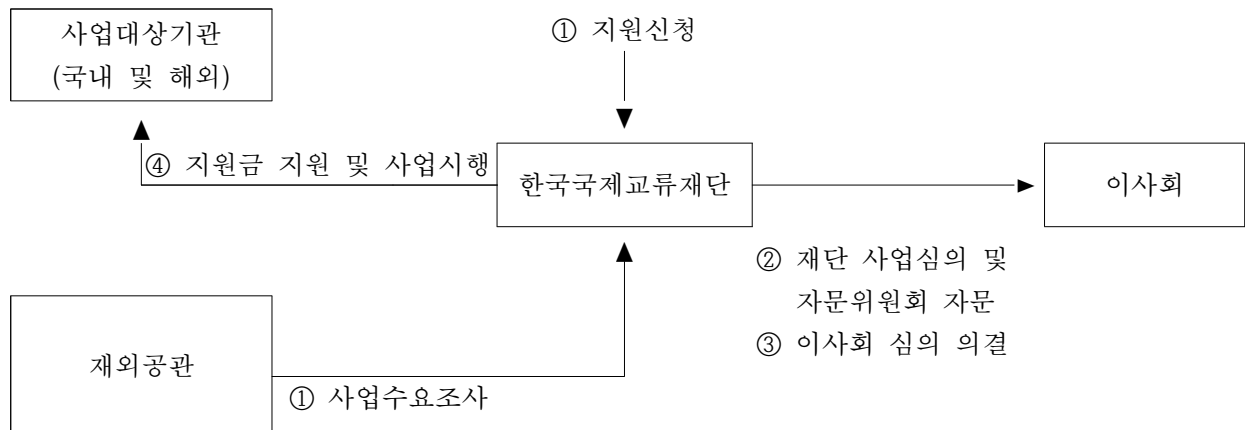 사업대상기관
(국내 및 해외)
① 지원신청
④ 지원금 지원 및 사업시행
한국국제교류재단
이사회
② 재단 사업심의 및
자문위원회 자문
③ 이사회 심의 의결
재외공관
① 사업수요조사